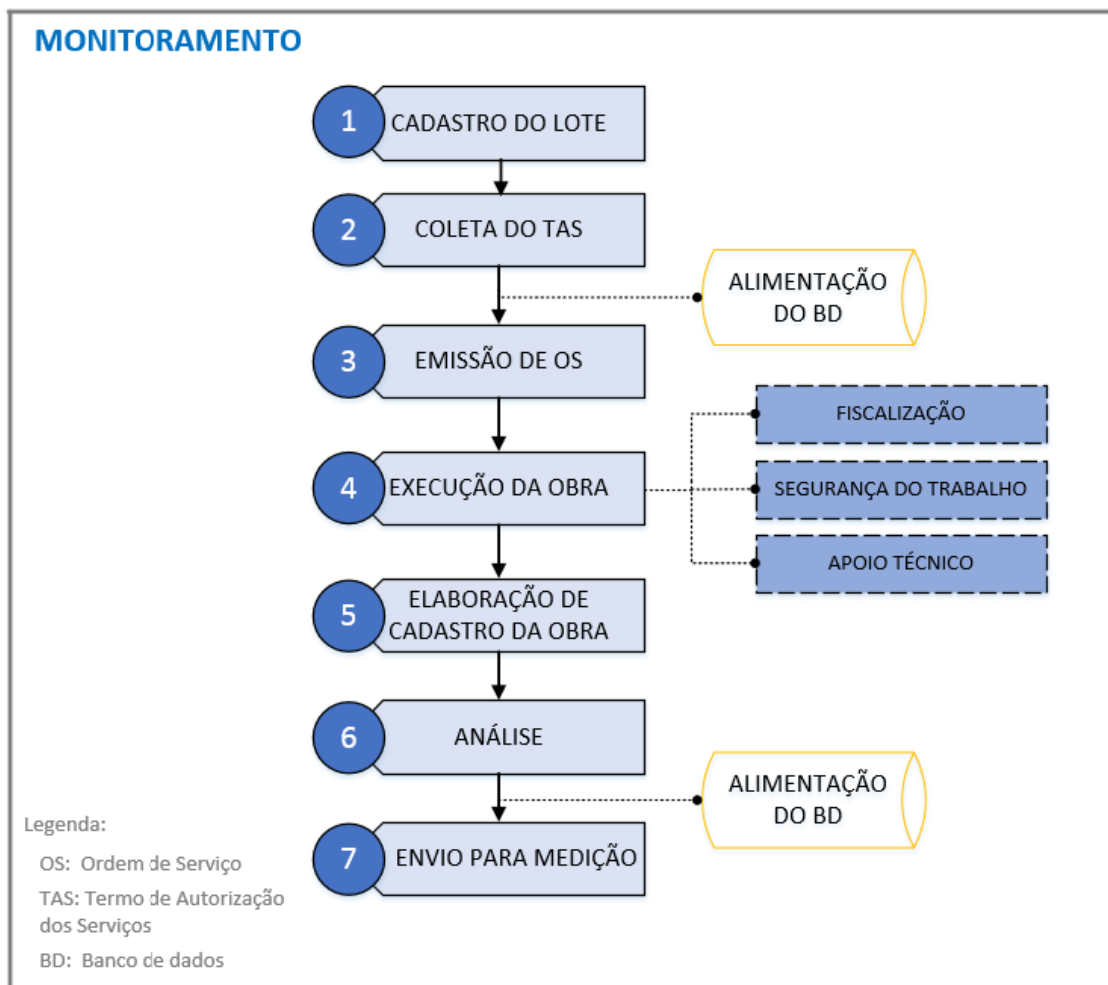 MONITORAMENTO
1
CADASTRO DO LOTE
2
COLETA DO TAS
ALIMENTAÇÃO
DO BD
3
EMISSÃO DE OS
FISCALIZAÇÃO
4
EXECUÇÃO DA OBRA
SEGURANÇA DO TRABALHO
APOIO TÉCNICO
5
ELABORAÇÃO DE
CADASTRO DA OBRA
6
ANÁLISE
ALIMENTAÇÃO
DO BD
7
ENVIO PARA MEDIÇÃO
Legenda:
OS: Ordem de Serviço
TAS: Termo de Autorização
dos Serviços
BD: Banco de dados